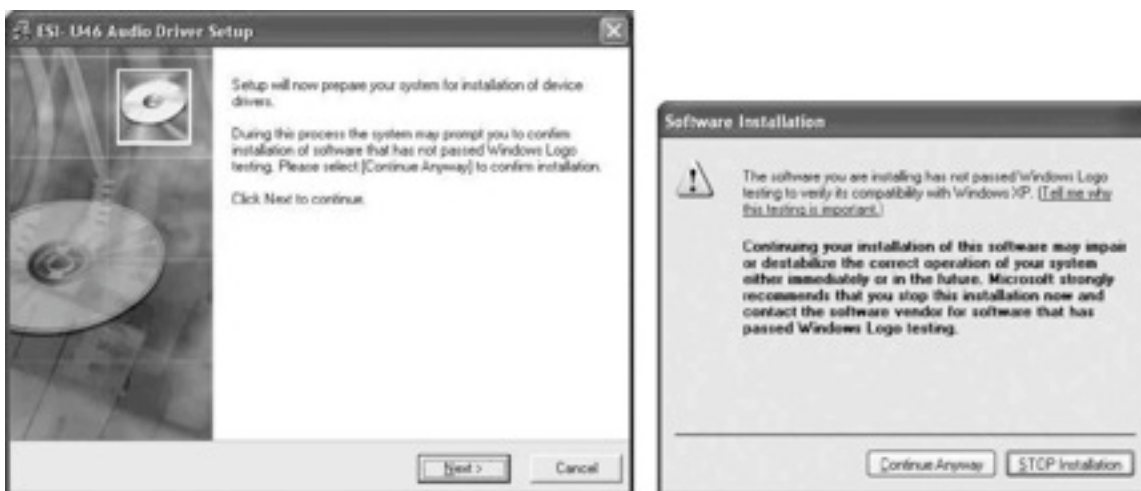 ESI- U46 Audio Driver Setup
Setup will now prepare your system for installation of device
drivers.
During this process the system may prompt you to confirm
installation of software that has not passed Windows Logo
testing. Please select [Continue Anyway] to confirm installation.
Click Next to continue.
Next >
Cancel
Software Installation
The software you are installing has not passed Windows Logo
testing to verify its compatibility with Windows XP. (Tell me why
this testing is important.)
Continuing your installation of this software may impair
or destabilize the correct operation of your system
either immediately or in the future. Microsoft strongly
recommends that you stop this installation now and
contact the software vendor for software that has
passed Windows Logo testing.
Continue Anyway
STOP Installation